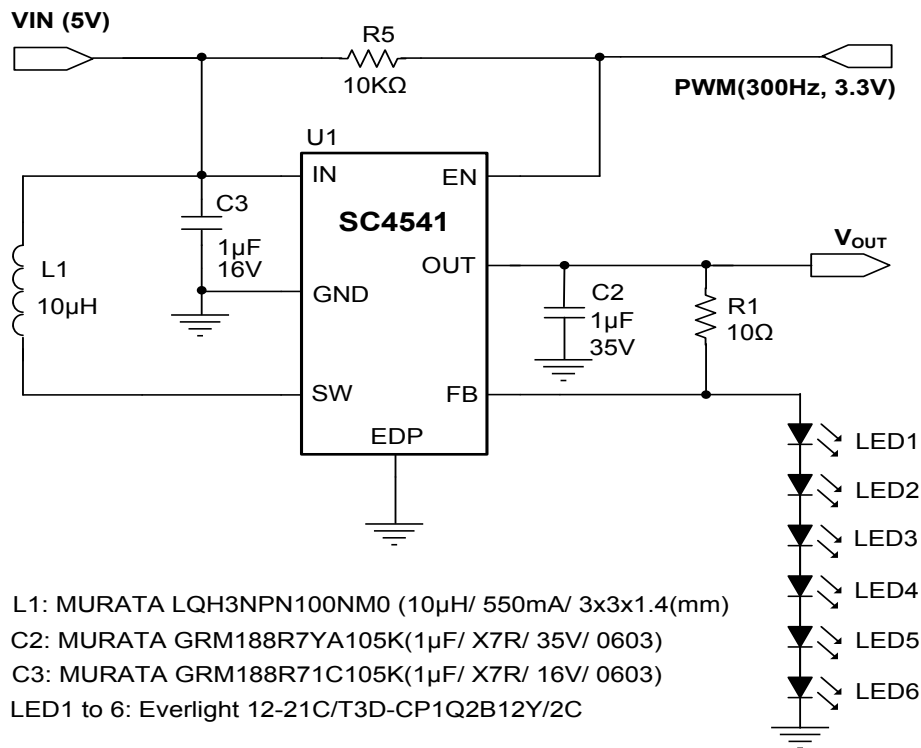 VIN (5V)
R5
10KΩ
PWM(300Hz, 3.3V)
U1
IN
EN
C3
1µF
16V
SC4541
L1
10µH
OUT
VOUT
GND
C2
1µF
35V
R1
10Ω
SW
FB
EDP
LED1
LED2
LED3
LED4
LED5
LED6
L1: MURATA LQH3NPN100NM0 (10µH/ 550mA/ 3x3x1.4(mm)
C2: MURATA GRM188R7YA105K(1µF/ X7R/ 35V/ 0603)
C3: MURATA GRM188R71C105K(1µF/ X7R/ 16V/ 0603)
LED1 to 6: Everlight 12-21C/T3D-CP1Q2B12Y/2C